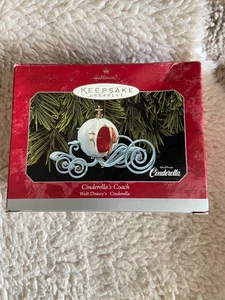 Hallmark
KEEPSAKE
ORNAMENT
Walt Disney's
Cinderella
Cinderella's Coach
Walt Disney's Cinderella